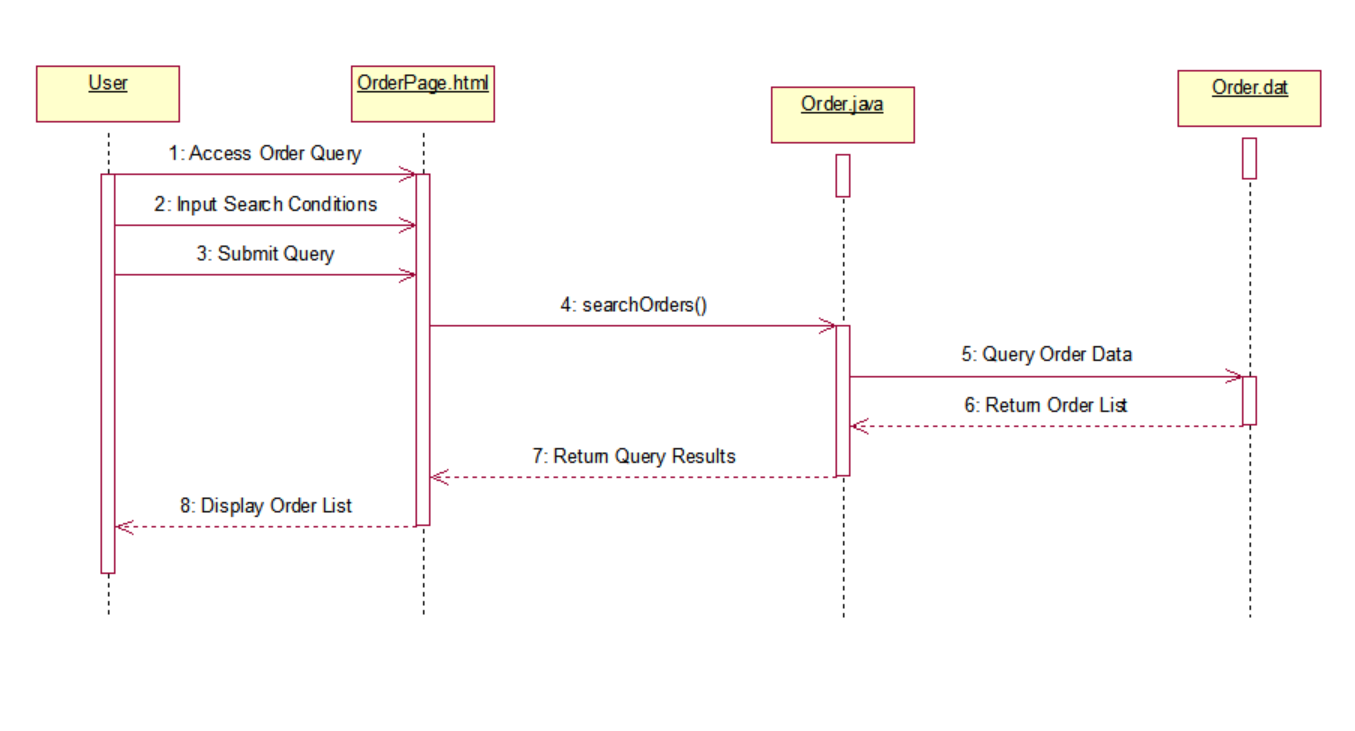 User
OrderPage.html
Order.java
Order.dat
1: Access Order Query
2: Input Search Conditions
3: Submit Query
4: searchOrders()
5: Query Order Data
6: Return Order List
7: Return Query Results
8: Display Order List